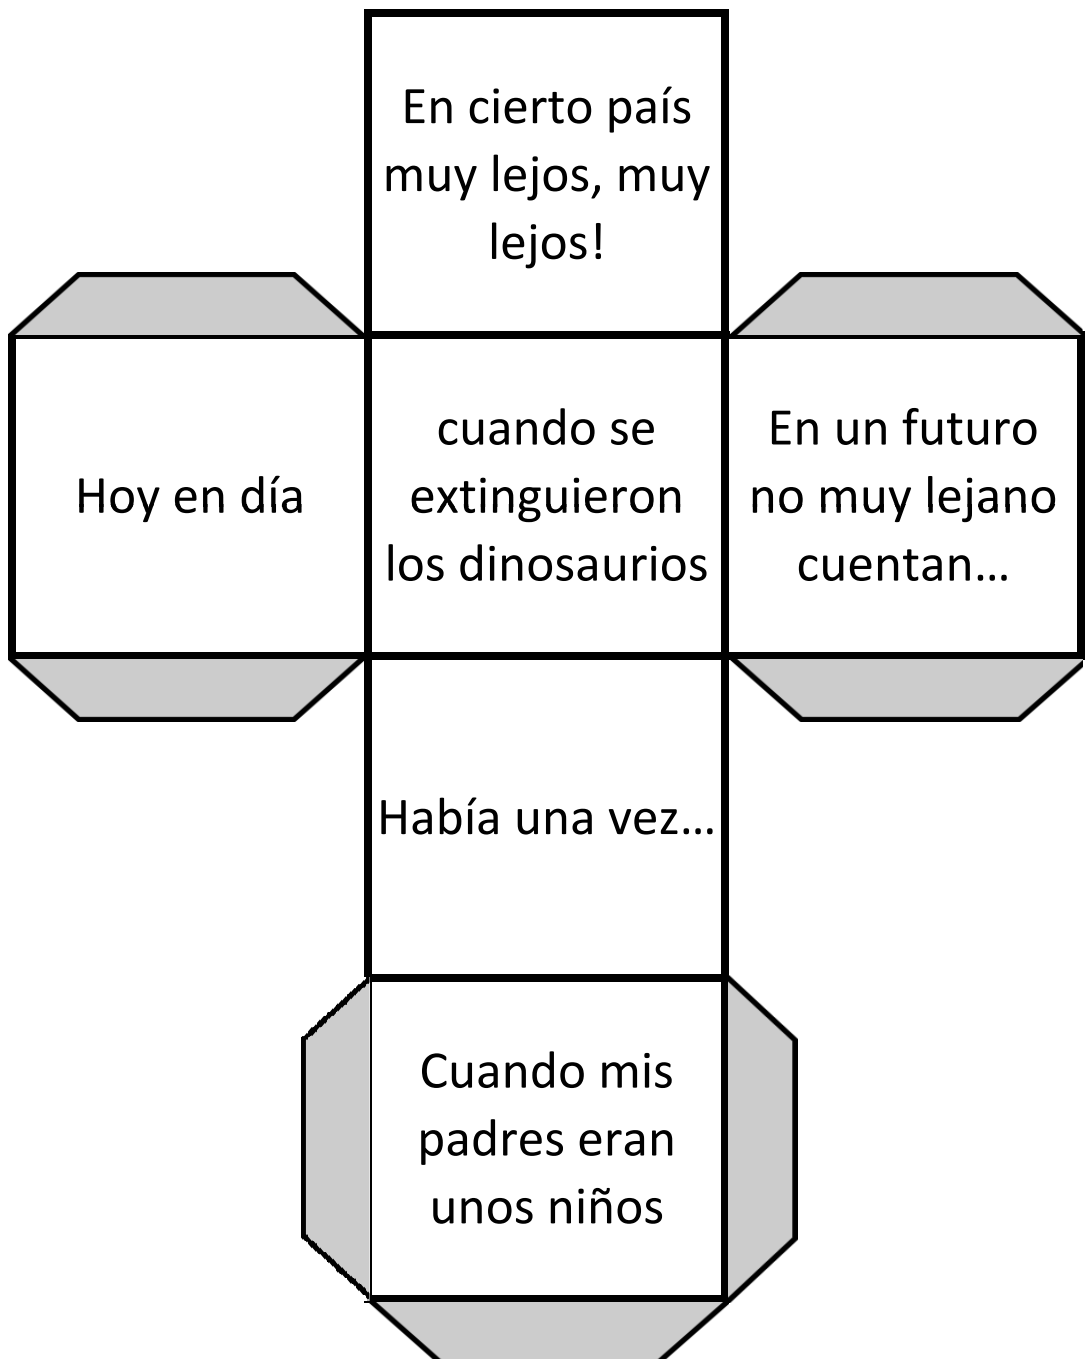 En cierto país
muy lejos, muy
lejos!
Hoy en día
cuando se
extinguieron
los dinosaurios
En un futuro
no muy lejano
cuentan...
Había una vez...
Cuando mis
padres eran
unos niños